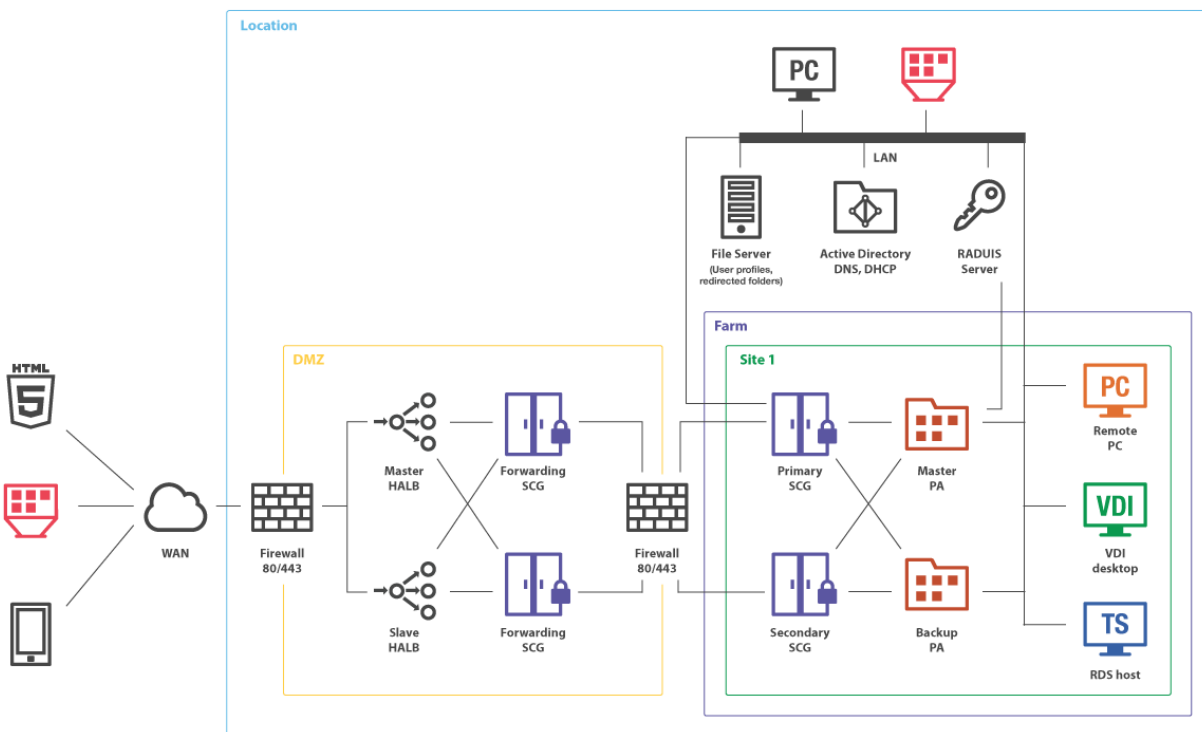 Location
PC
LAN
File Server
(User profiles,
redirected folders)
Active Directory
DNS, DHCP
RADUIS
Server
Farm
DMZ
Site 1
HTML
5
WAN
Firewall
80/443
Master
HALB
Forwarding
SCG
Slave
HALB
Forwarding
SCG
Firewall
80/443
Primary
SCG
Master
PA
Secondary
SCG
Backup
PA
PC
Remote
PC
VDI
VDI
desktop
TS
RDS host